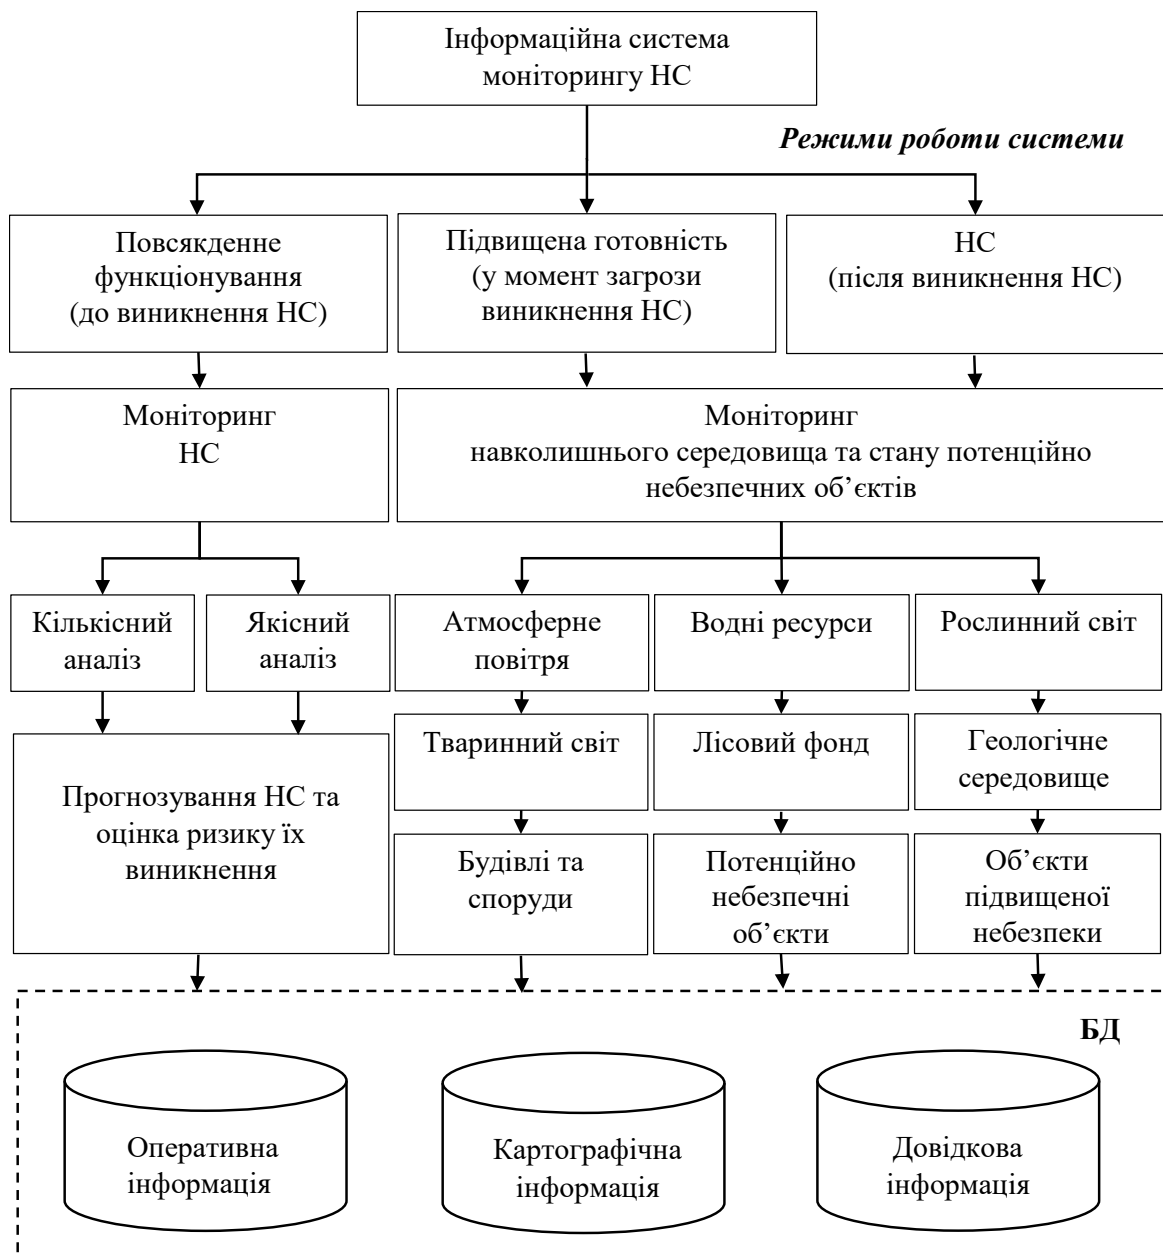 Інформаційна система
моніторингу НС
Режими роботи системи
Повсякденне
функціонування
(до виникнення НС)
Підвищена готовність
(у момент загрози
виникнення НС)
НС
(після виникнення НС)
Моніторинг
НС
Моніторинг
навколишнього середовища та стану потенційно
небезпечних об’єктів
Кількісний
аналіз
Якісний
аналіз
Атмосферне
повітря
Водні ресурси
Рослинний світ
Прогнозування НС та
оцінка ризику їх
виникнення
Тваринний світ
Лісовий фонд
Геологічне
середовище
Будівлі та
споруди
Потенційно
небезпечні
об’єкти
Об’єкти
підвищеної
небезпеки
БД
Оперативна
інформація
Картографічна
інформація
Довідкова
інформація